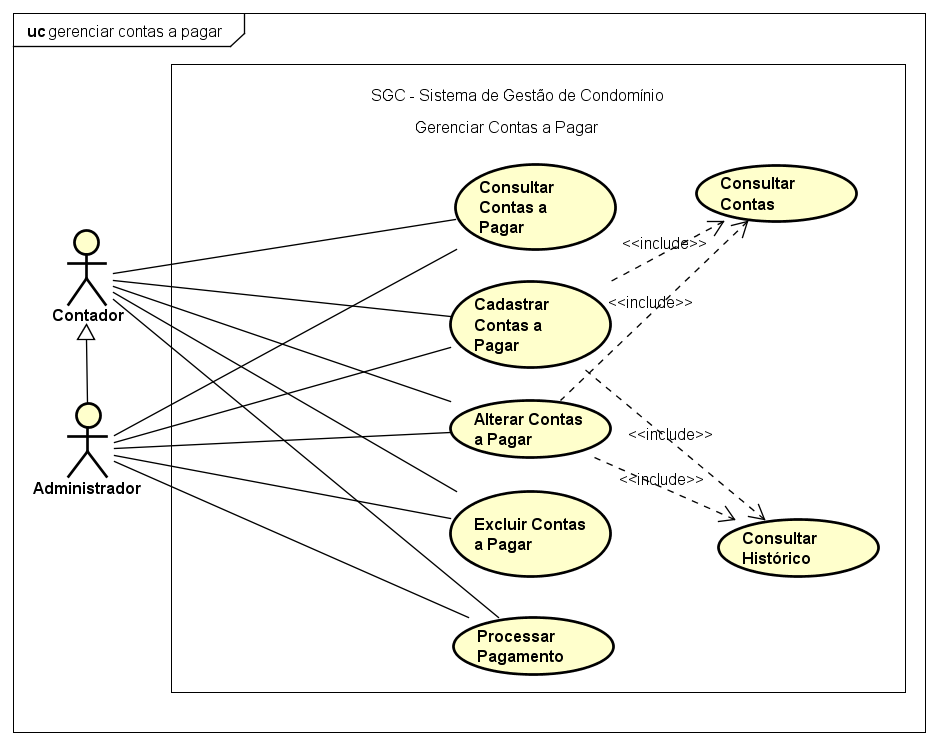 uc gerenciar contas a pagar
SGC - Sistema de Gestão de Condomínio
Gerenciar Contas a Pagar
Consultar
Contas a
Pagar
Consultar
Contas
<<include>>
Cadastrar
Contas a
Pagar
<<include>>
Contador
Alterar Contas
a Pagar
<<include>>
<<include>>
Administrador
Excluir Contas
a Pagar
Consultar
Histórico
Processar
Pagamento